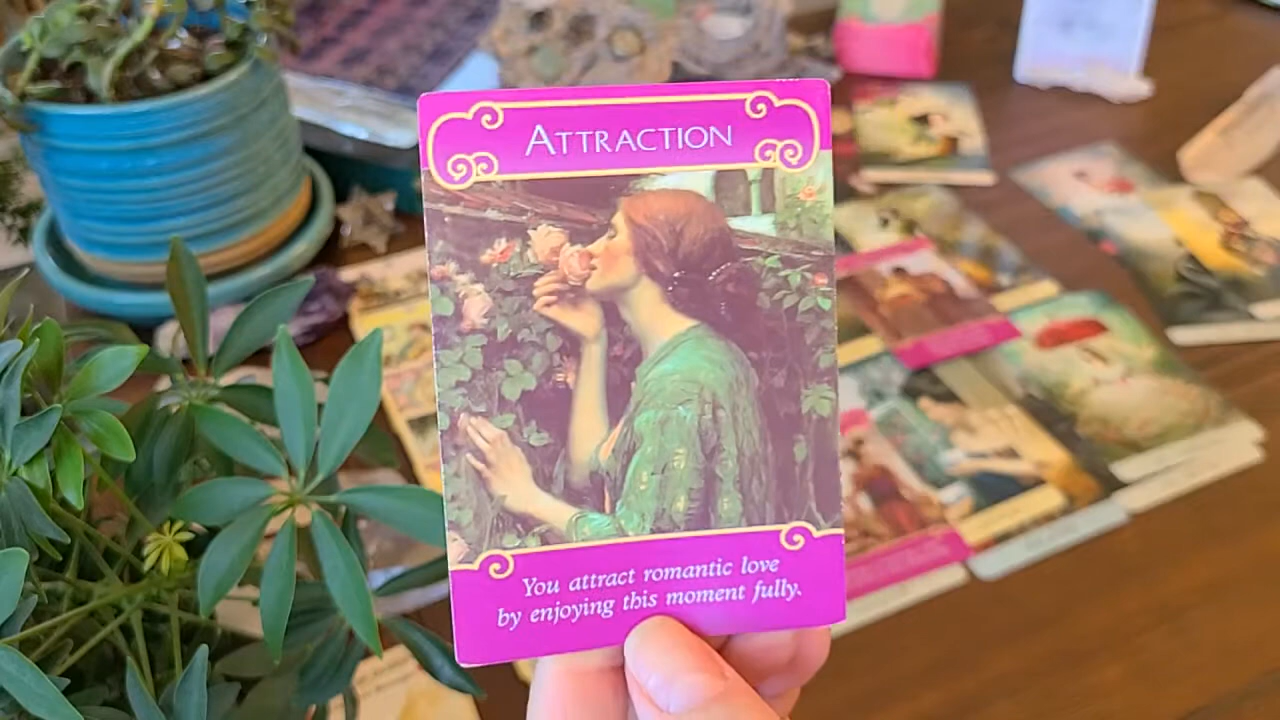 ATTRACTION
You attract romantic love
by enjoying this moment fully.